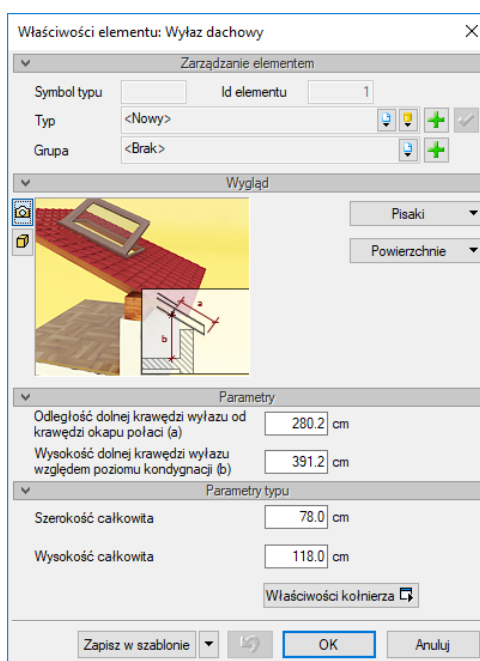 Właściwości elementu: Wyłaz dachowy
Zarządzanie elementem
Symbol typu Id elementu 1
Typ <Nowy>
Grupa <Brak>
Wygląd
Pisaki
Powierzchnie
a
b
Parametry
Odległość dolnej krawędzi wyłazu od
krawędzi okapu połaci (a) 280.2 cm
Wysokość dolnej krawędzi wyłazu
względem poziomu kondygnacji (b) 391.2 cm
Parametry typu
Szerokość całkowita 78.0 cm
Wysokość całkowita 118.0 cm
Właściwości kołnierza
Zapisz w szablonie OK Anuluj